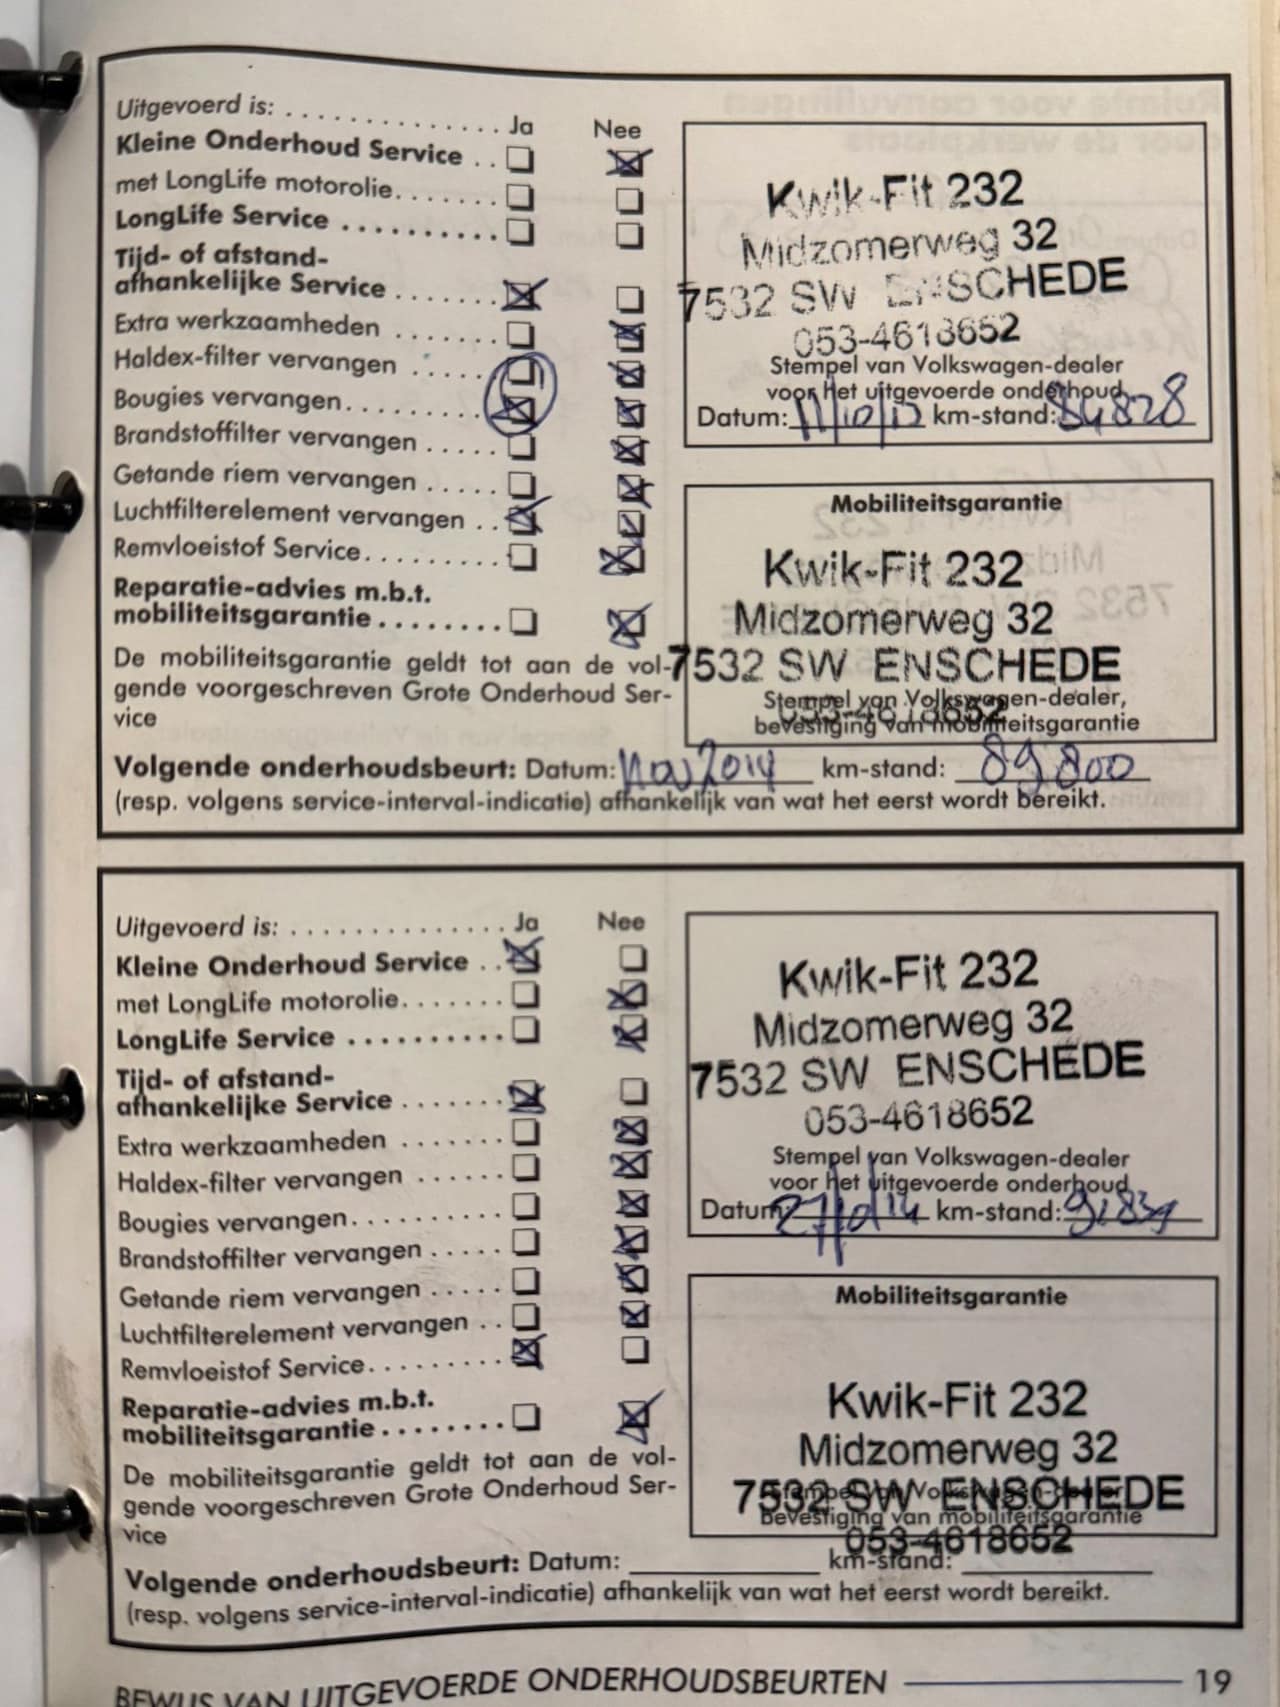 Uitgevoerd is: . . . . . . . . . . . . . . . Ja Nee
Kleine Onderhoud Service . .
met LongLife motorolie. . . . . . .
LongLife Service . . . . . . . . . .
Tijd- of afstand-
afhankelijke Service . . . . . . .
Extra werkzaamheden . . . . . . .
Haldex-filter vervangen . . . . .
Bougies vervangen. . . . . . . . . .
Brandstoffilter vervangen . . . . .
Getande riem vervangen . . . . .
Luchtfilterelement vervangen . .
Remvloeistof Service. . . . . . . . .
Reparatie-advies m.b.t.
mobiliteitsgarantie . . . . . . . .
De mobiliteitsgarantie geldt tot aan de vol-
gende voorgeschreven Grote Onderhoud Ser-
vice
Kwik-Fit 232
Midzomerweg 32
7532 SW ENSCHEDE
053-4618652
Stempel van Volkswagen-dealer
voor het uitgevoerde onderhoud
Datum: km-stand: 84828
Mobiliteitsgarantie
Kwik-Fit 232
Midzomerweg 32
7532 SW ENSCHEDE
053-4618652
Stempel van Volkswagen-dealer,
bevestiging van mobiliteitsgarantie
Volgende onderhoudsbeurt: Datum: nov 2014 km-stand: 89800
(resp. volgens service-interval-indicatie) afhankelijk van wat het eerst wordt bereikt.
Uitgevoerd is: . . . . . . . . . . . . . . . Ja Nee
Kleine Onderhoud Service . .
met LongLife motorolie. . . . . . .
LongLife Service . . . . . . . . . .
Tijd- of afstand-
afhankelijke Service . . . . . . .
Extra werkzaamheden . . . . . . .
Haldex-filter vervangen . . . . . .
Bougies vervangen. . . . . . . . . .
Brandstoffilter vervangen . . . . .
Getande riem vervangen . . . . .
Luchtfilterelement vervangen . .
Remvloeistof Service. . . . . . . . .
Reparatie-advies m.b.t.
mobiliteitsgarantie . . . . . . . .
De mobiliteitsgarantie geldt tot aan de vol-
gende voorgeschreven Grote Onderhoud Ser-
vice
Kwik-Fit 232
Midzomerweg 32
7532 SW ENSCHEDE
053-4618652
Stempel van Volkswagen-dealer
voor het uitgevoerde onderhoud
Datum: km-stand:
Mobiliteitsgarantie
Kwik-Fit 232
Midzomerweg 32
7532 SW ENSCHEDE
053-4618652
Stempel van Volkswagen-dealer,
bevestiging van mobiliteitsgarantie
Volgende onderhoudsbeurt: Datum: km-stand:
(resp. volgens service-interval-indicatie) afhankelijk van wat het eerst wordt bereikt.
BEWIJS VAN UITGEVOERDE ONDERHOUDSBEURTEN 19